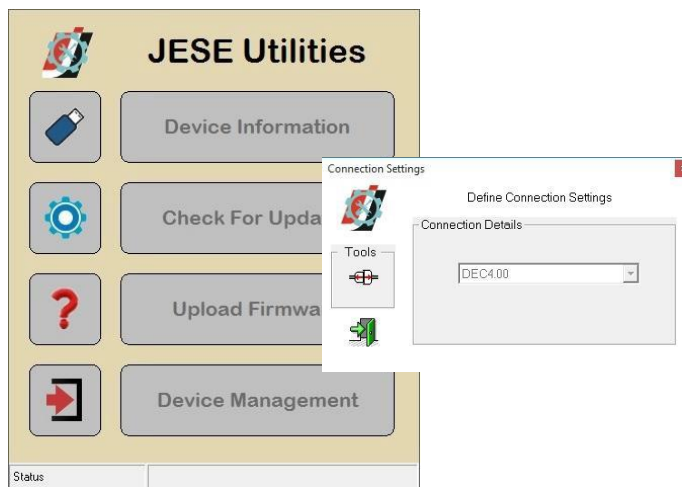 JESE Utilities
Device Information
Check For Upda
Upload Firmwa
Device Management
Status
Connection Settings
Define Connection Settings
Tools
Connection Details
DEC4.00